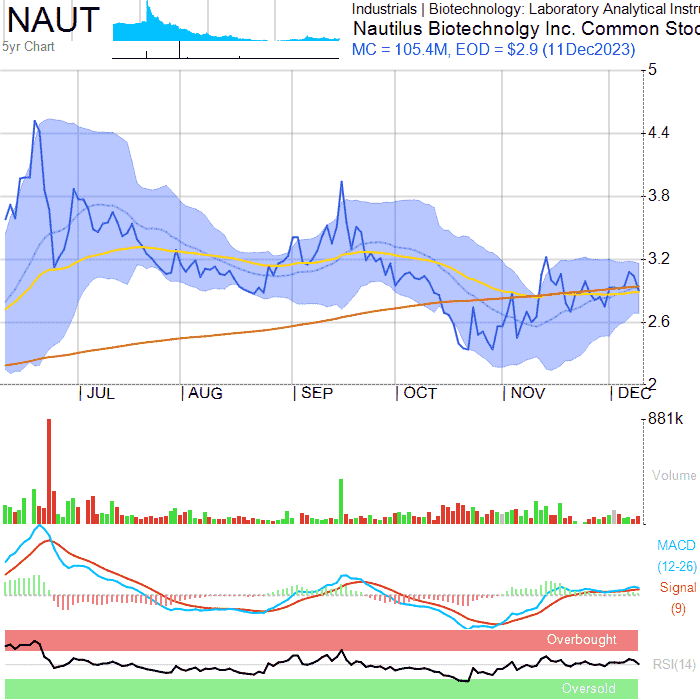 NAUT
5yr Chart
Industrials | Biotechnology: Laboratory Analytical Instru
Nautilus Biotechnolgy Inc. Common Stoc
MC = 105.4M, EOD = $2.9 (11Dec2023)
5
4.4
3.8
3.2
2.6
2
JUL AUG SEP OCT NOV DEC
881k
Volume
MACD
(12-26)
Signal
(9)
Overbought
RSI(14)
Oversold